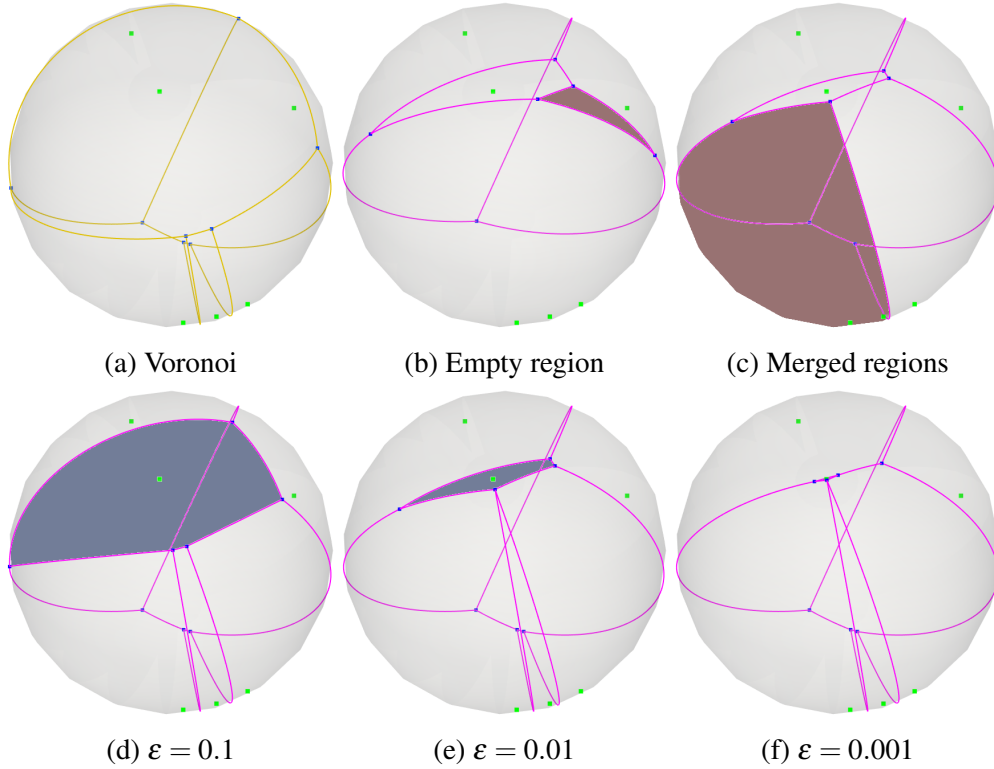 (a) Voronoi
(b) Empty region
(c) Merged regions
(d) ε = 0.1
(e) ε = 0.01
(f) ε = 0.001